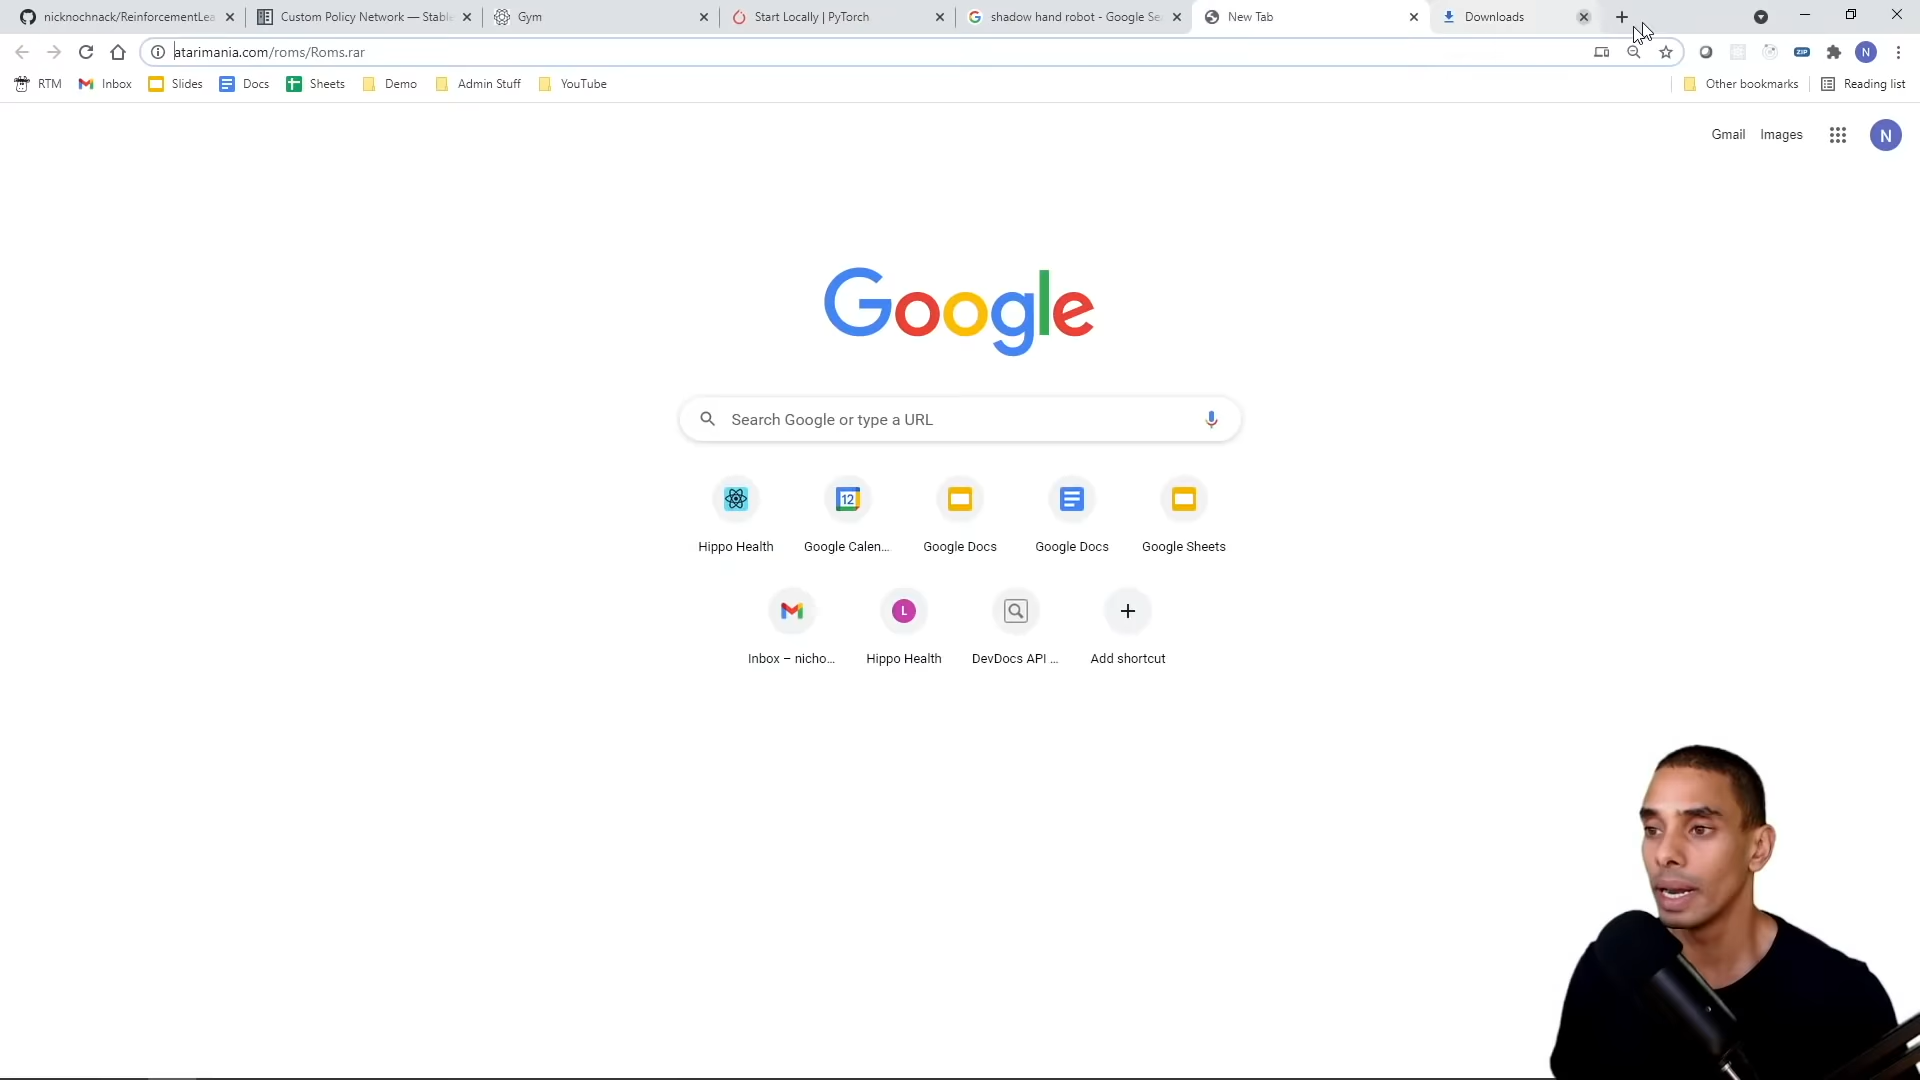 nicknochnack/ReinforcementLea
Custom Policy Network — Stable
Gym
Start Locally | PyTorch
shadow hand robot - Google Se
New Tab
Downloads
atarimania.com/roms/Roms.rar
ZIP
N
RTM
Inbox
Slides
Docs
Sheets
Demo
Admin Stuff
YouTube
Other bookmarks
Reading list
Gmail
Images
N
Google
Search Google or type a URL
12
Hippo Health
Google Calen...
Google Docs
Google Docs
Google Sheets
L
Inbox – nicho...
Hippo Health
DevDocs API ...
Add shortcut